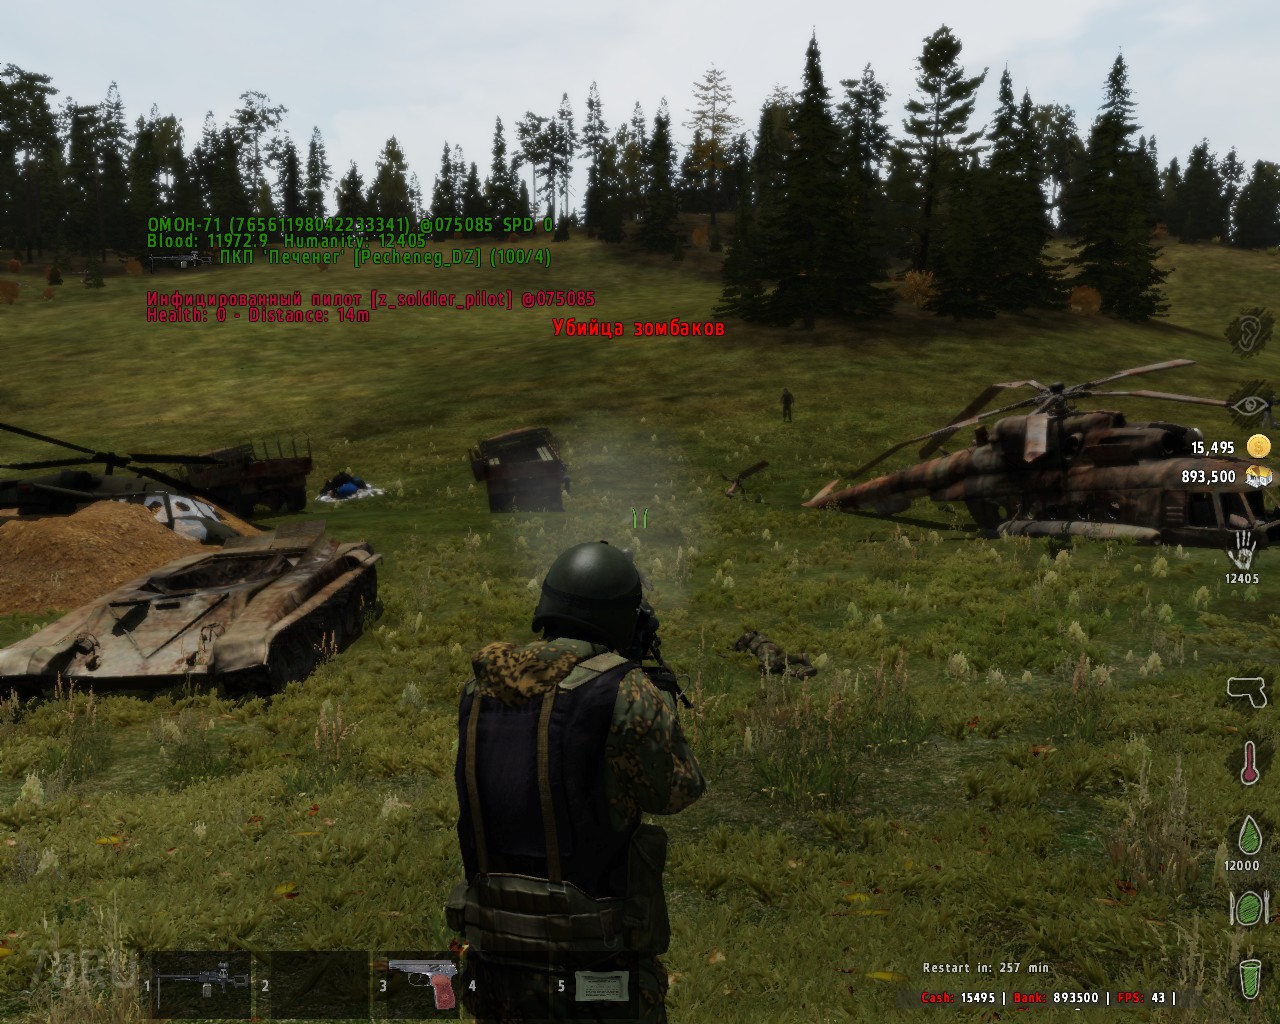 ОМОН-71 (76561198042233341) @075085 SPD 0
Blood: 11972.9 Humanity: 12405
ПКП 'Печенег' [Pecheneg_DZ] (100/4)
Инфицированный пилот [z_soldier_pilot] @075085
Health: 0 - Distance: 14m
Убийца зомбаков
15,495
893,500
12405
12000
1
2
3
4
5
Restart in: 257 min
Cash: 15495 | Bank: 893500 | FPS: 43 |